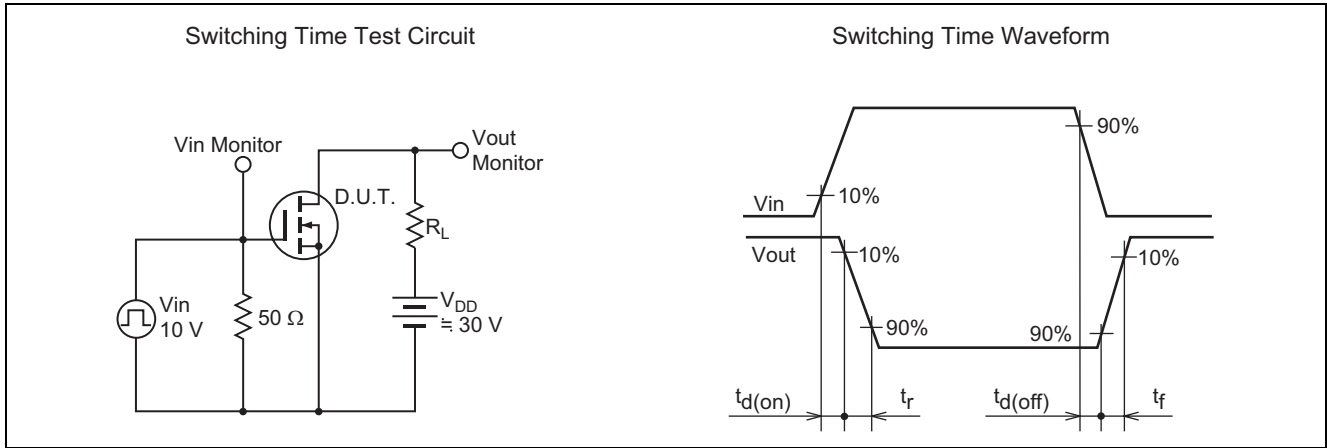 Switching Time Test Circuit
Vin Monitor
Vout
Monitor
D.U.T.
RL
Vin
10 V
50 Ω
VDD
≒ 30 V
Switching Time Waveform
90%
10%
Vin
Vout
10%
10%
90%
90%
td(on)
tr
td(off)
tf